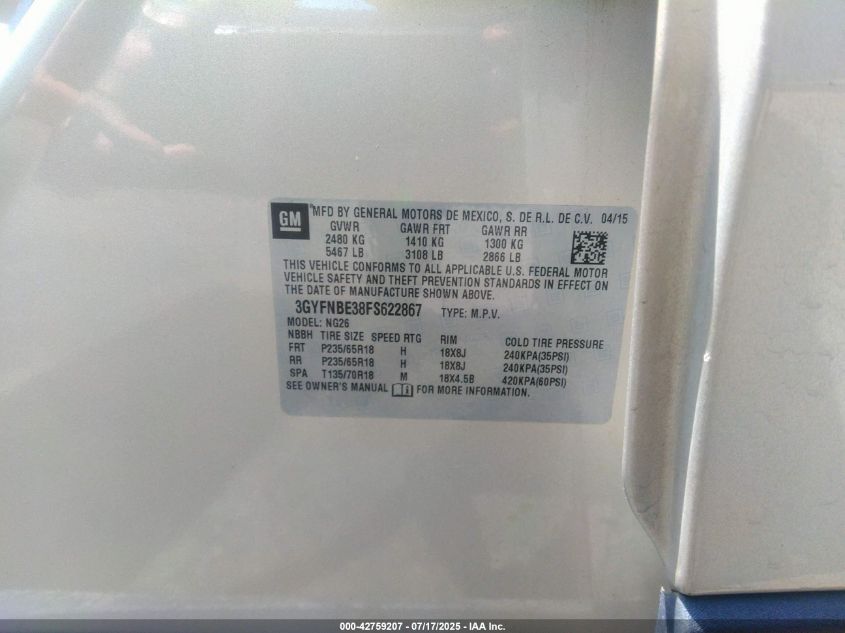 GM
MFD BY GENERAL MOTORS DE MEXICO, S. DE R.L. DE C.V. 04/15
GVWR GAWR FRT GAWR RR
2480 KG 1410 KG 1300 KG
5467 LB 3108 LB 2866 LB
THIS VEHICLE CONFORMS TO ALL APPLICABLE U.S. FEDERAL MOTOR
VEHICLE SAFETY AND THEFT PREVENTION STANDARDS IN EFFECT ON
THE DATE OF MANUFACTURE SHOWN ABOVE.
3GYFNBE38FS622867 TYPE: M.P.V.
MODEL: NG26
NBBH TIRE SIZE SPEED RTG RIM COLD TIRE PRESSURE
FRT P235/65R18 H 18X8J 240KPA(35PSI)
RR P235/65R18 H 18X8J 240KPA(35PSI)
SPA T135/70R18 M 18X4.5B 420KPA(60PSI)
SEE OWNER'S MANUAL FOR MORE INFORMATION.
000-42759207 - 07/17/2025 - IAA Inc.